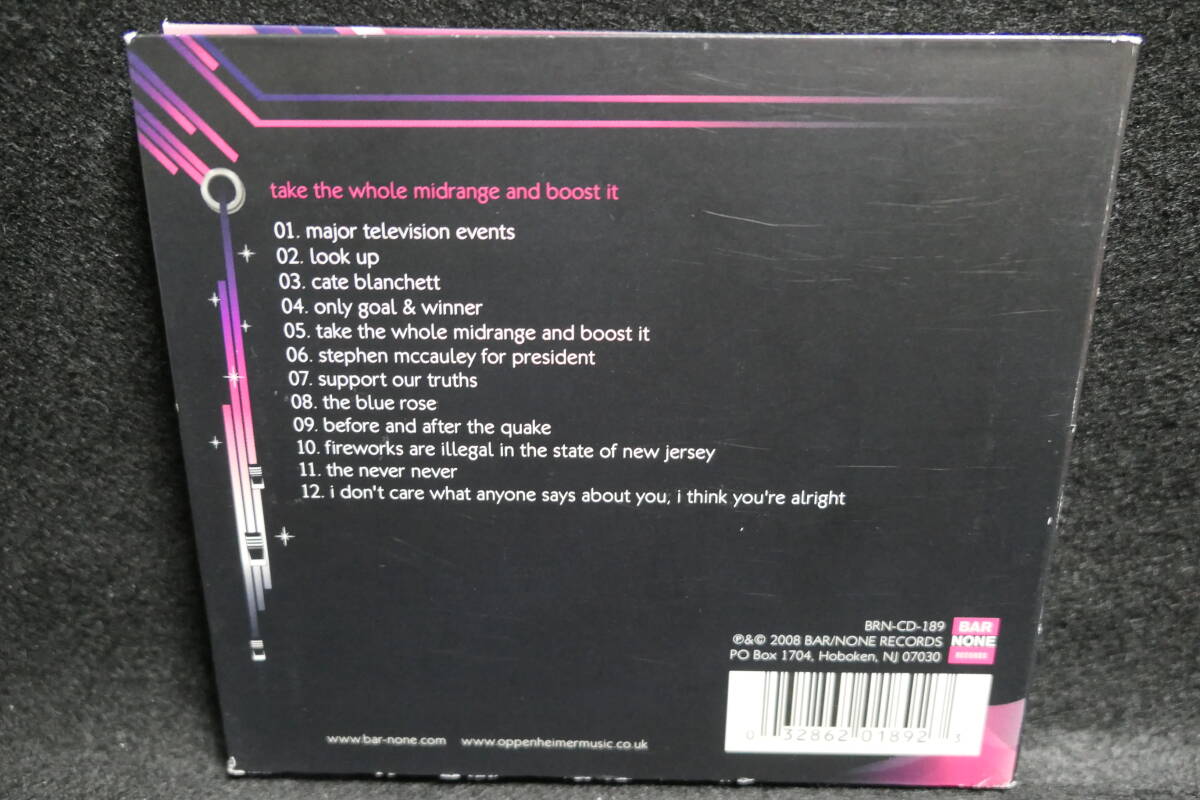 take the whole midrange and boost it
01. major television events
02. look up
03. cate blanchett
04. only goal & winner
05. take the whole midrange and boost it
06. stephen mccauley for president
07. support our truths
08. the blue rose
09. before and after the quake
10. fireworks are illegal in the state of new jersey
11. the never never
12. i don't care what anyone says about you, i think you're alright
BRN-CD-189
℗&© 2008 BAR/NONE RECORDS
PO Box 1704, Hoboken, NJ 07030
BAR
NONE
RECORDS
0 32862 01892 3
www.bar-none.com www.oppenheimermusic.co.uk